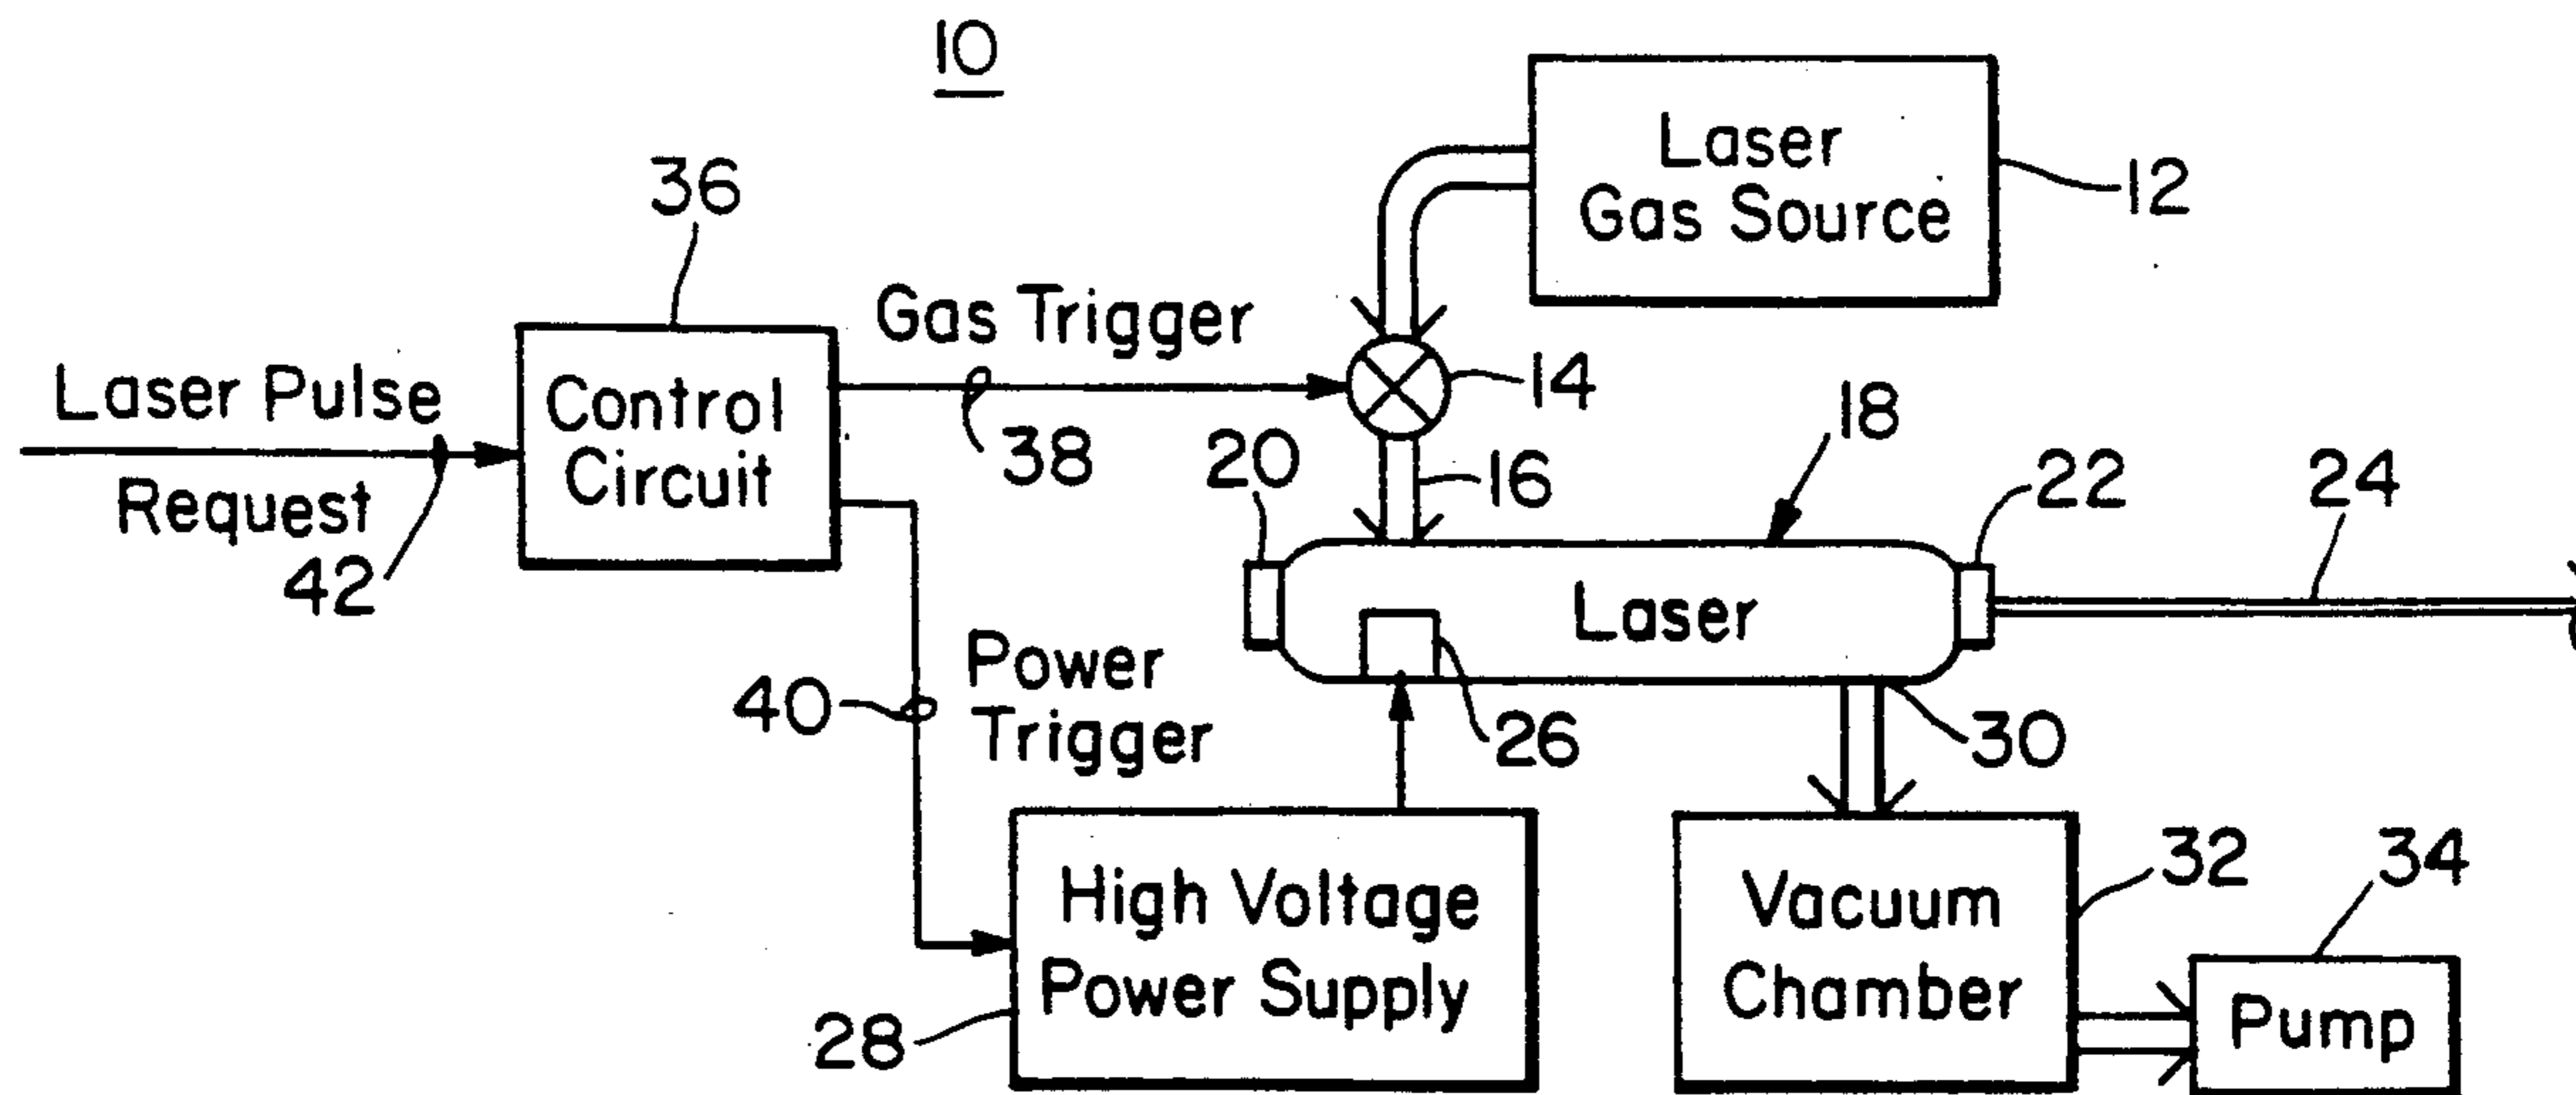 10
Laser
Gas Source
12
36
Gas Trigger
Laser Pulse
Request
42
Control
Circuit
38
14
18
20
16
22
24
Laser
Power
Trigger
40
26
30
High Voltage
Power Supply
28
Vacuum
Chamber
32
34
Pump